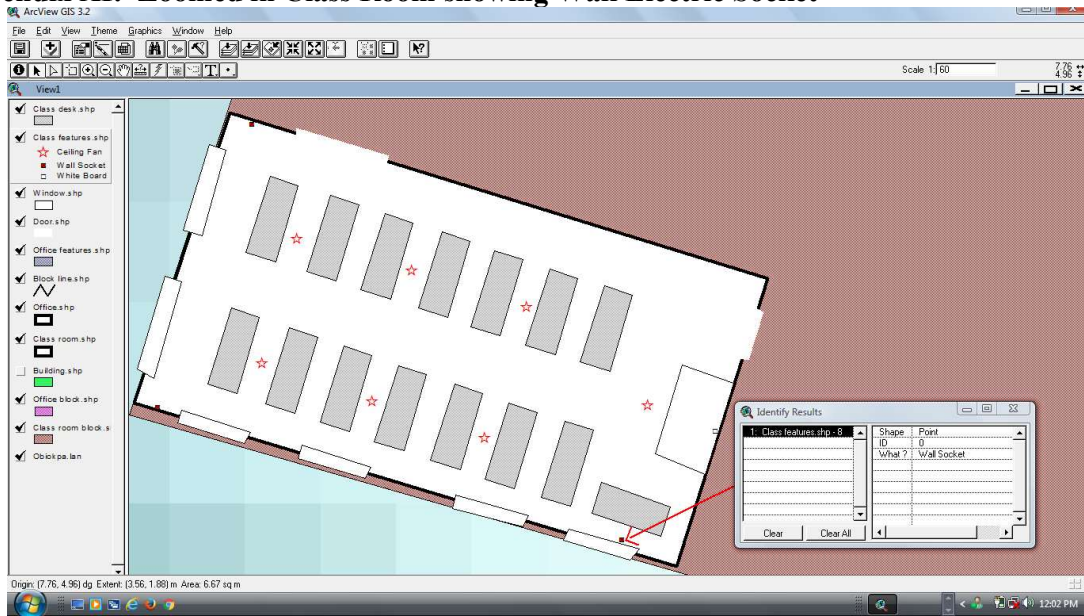 ArcView GIS 3.2
File Edit View Theme Graphics Window Help
Scale 1: 60
7.76
4.96
View1
Class desk.shp
Class features.shp
Ceiling Fan
Wall Socket
White Board
Window.shp
Door.shp
Office features.shp
Block line.shp
Office.shp
Class room.shp
Building.shp
Office block.shp
Class room block.s
Obiokpa.lan
Identify Results
1: Class features.shp - 8
Shape Point
ID 0
What ? Wall Socket
Clear Clear All
Origin: (7.76, 4.96) dg Extent: (3.56, 1.88) m Area: 6.67 sq m
12:02 PM